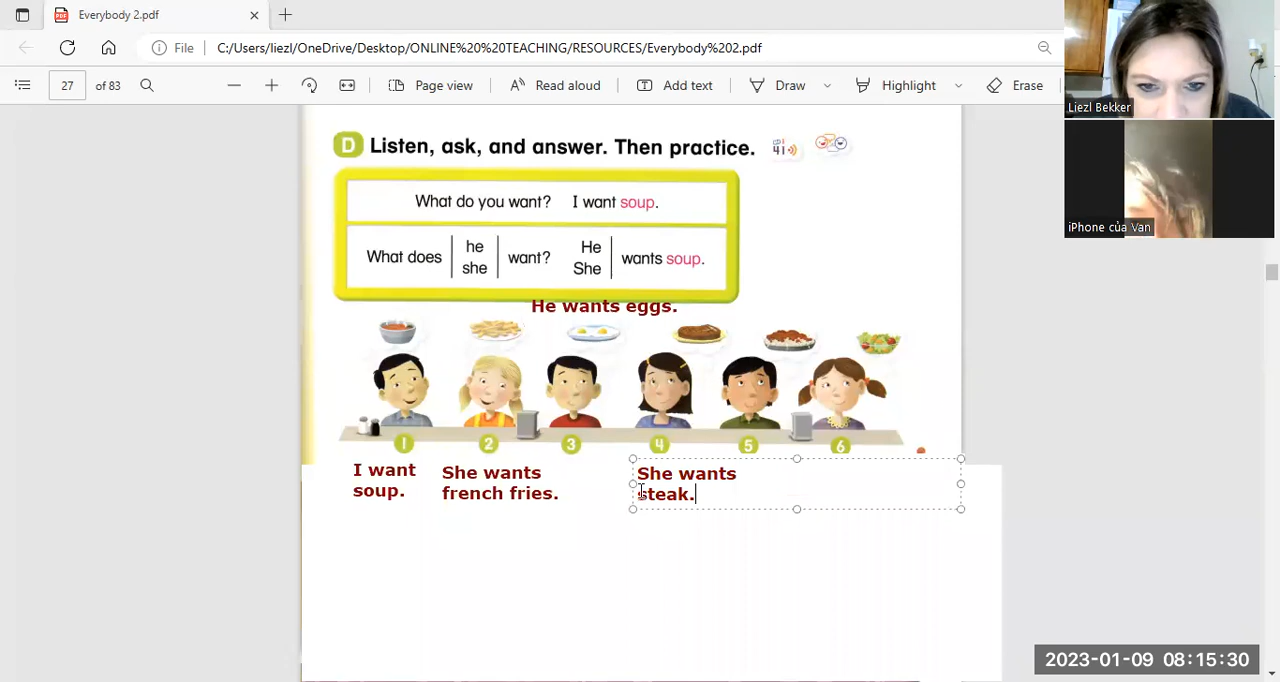 Everybody 2.pdf
File
C:/Users/liezl/OneDrive/Desktop/ONLINE%20%20TEACHING/RESOURCES/Everybody%202.pdf
27 of 83
Page view
Read aloud
Add text
Draw
Highlight
Erase
Liezl Bekker
iPhone của Van
D Listen, ask, and answer. Then practice.
41
What do you want? I want soup.
What does he she want? He She wants soup.
He wants eggs.
1 2 3 4 5 6
I want
soup.
She wants
french fries.
She wants
steak.
2023-01-09 08:15:30